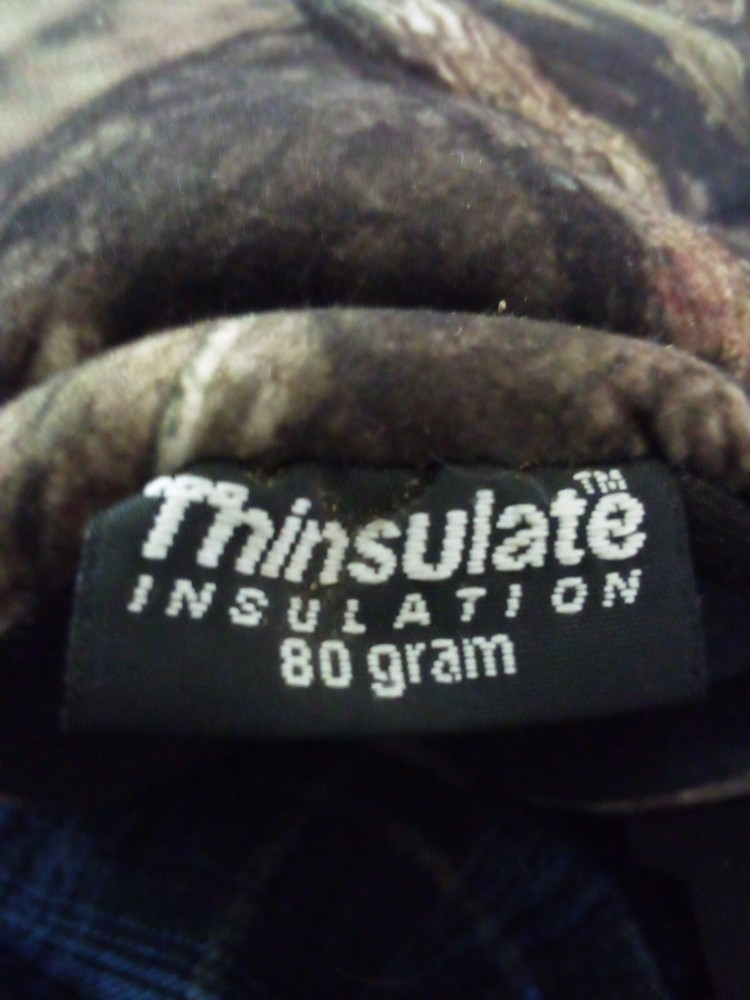 Thinsulate™
INSULATION
80 gram